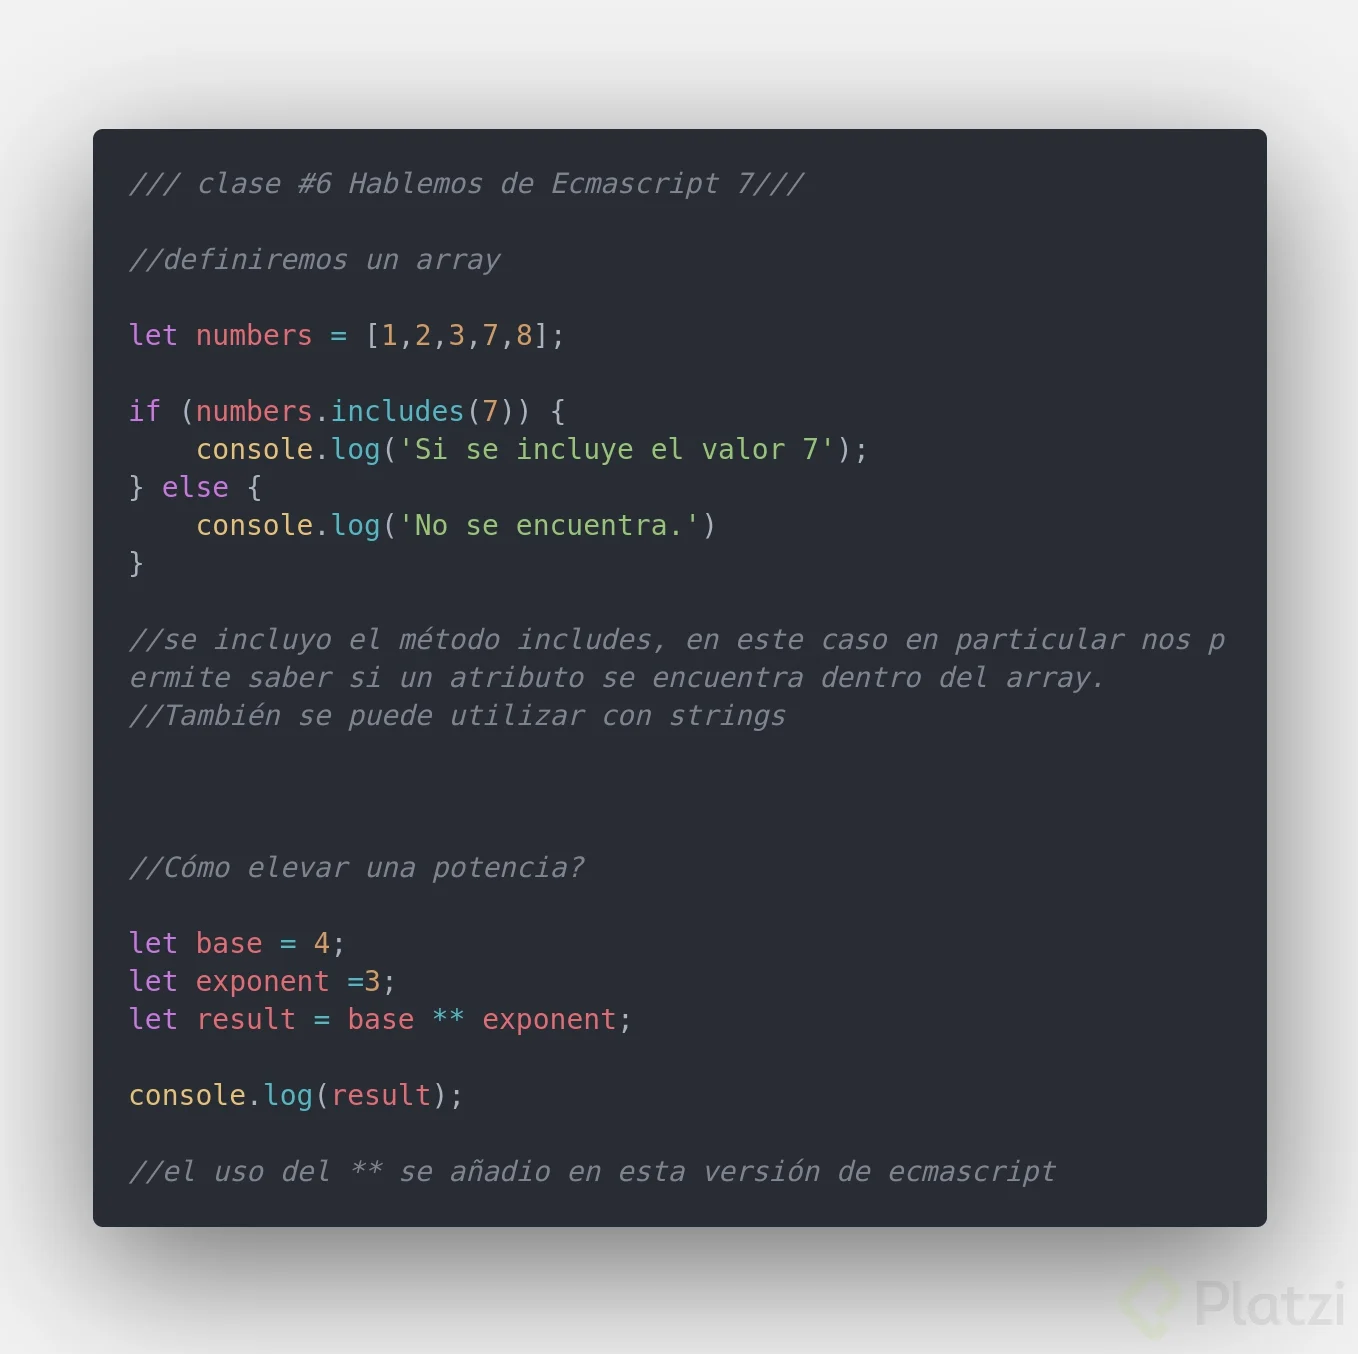 /// clase #6 Hablemos de Ecmascript 7///
//definiremos un array
let numbers = [1,2,3,7,8];
if (numbers.includes(7)) {
    console.log('Si se incluye el valor 7');
} else {
    console.log('No se encuentra.')
}
//se incluyo el método includes, en este caso en particular nos p
ermite saber si un atributo se encuentra dentro del array.
//También se puede utilizar con strings
//Cómo elevar una potencia?
let base = 4;
let exponent =3;
let result = base ** exponent;
console.log(result);
//el uso del ** se añadio en esta versión de ecmascript
Platzi